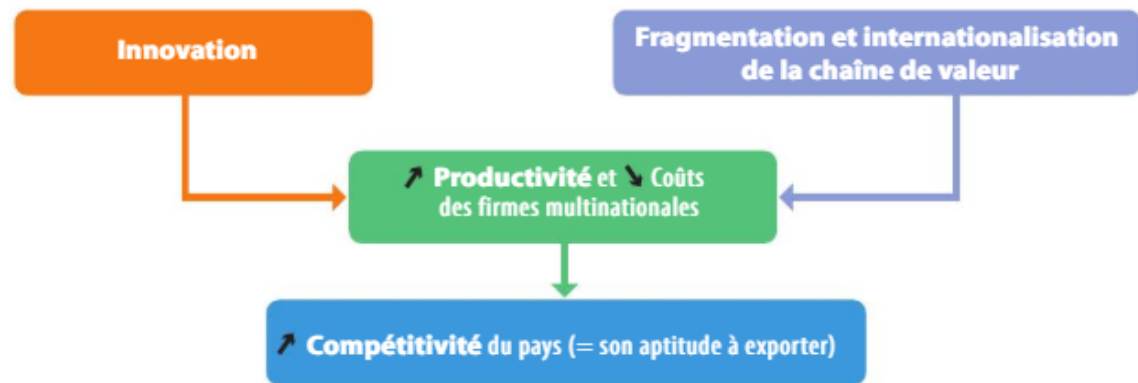 Innovation
Fragmentation et internationalisation
de la chaîne de valeur
↗ Productivité et ↘ Coûts
des firmes multinationales
↗ Compétitivité du pays (= son aptitude à exporter)